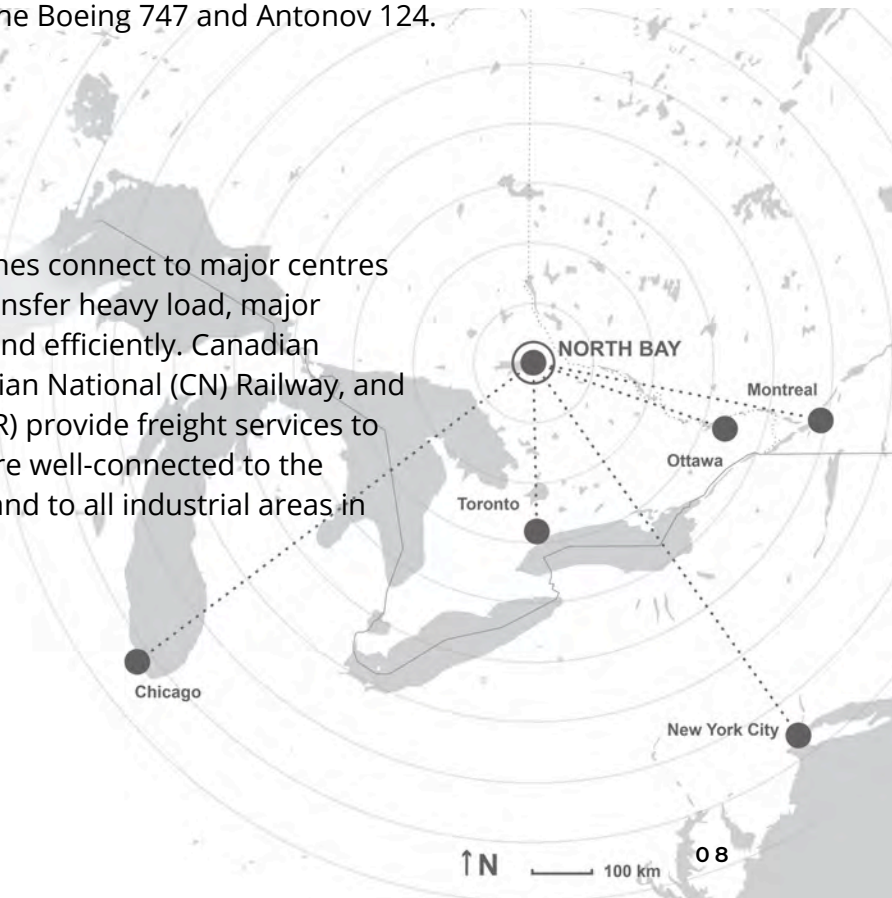 ne Boeing 747 and Antonov 124.
nes connect to major centres
nsfer heavy load, major
nd efficiently. Canadian
ian National (CN) Railway, and
R) provide freight services to
re well-connected to the
and to all industrial areas in
NORTH BAY
Montreal
Ottawa
Toronto
Chicago
New York City
↑N
100 km
08